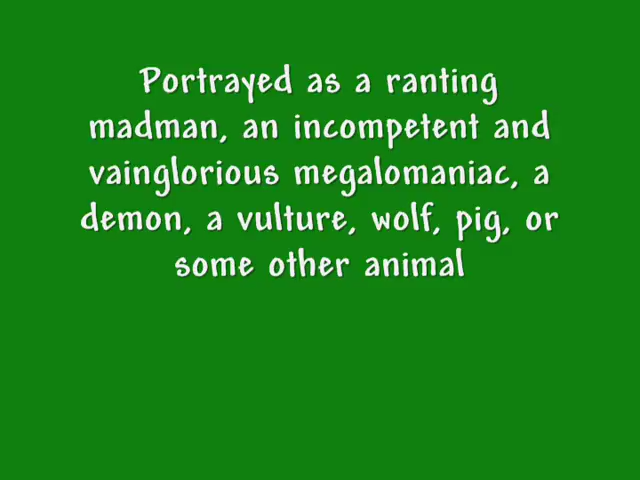 Portrayed as a ranting
madman, an incompetent and
vainglorious megalomaniac, a
demon, a vulture, wolf, pig, or
some other animal